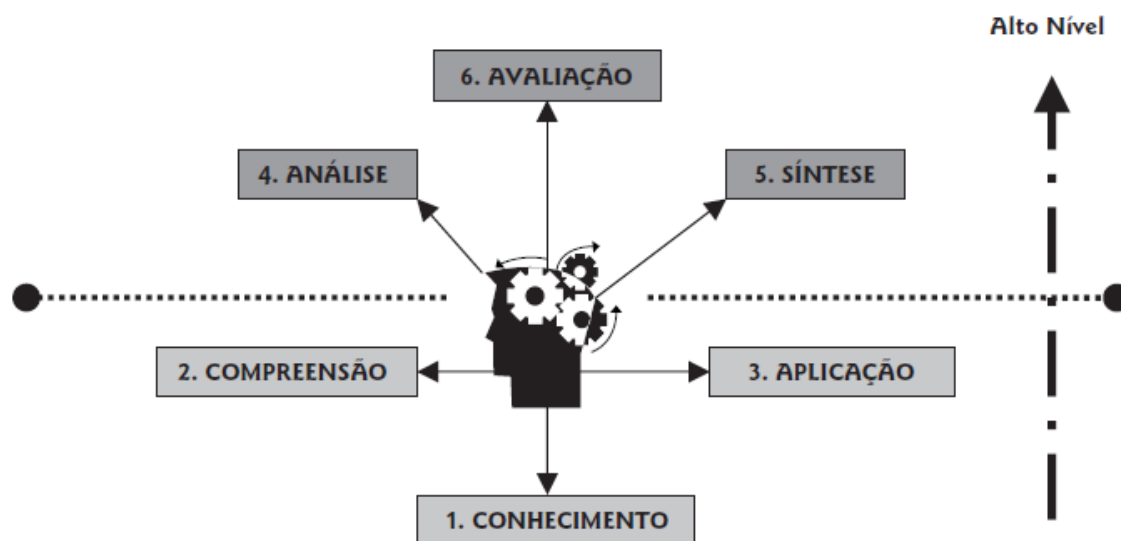 Alto Nível
6. AVALIAÇÃO
4. ANÁLISE
5. SÍNTESE
2. COMPREENSÃO
3. APLICAÇÃO
1. CONHECIMENTO